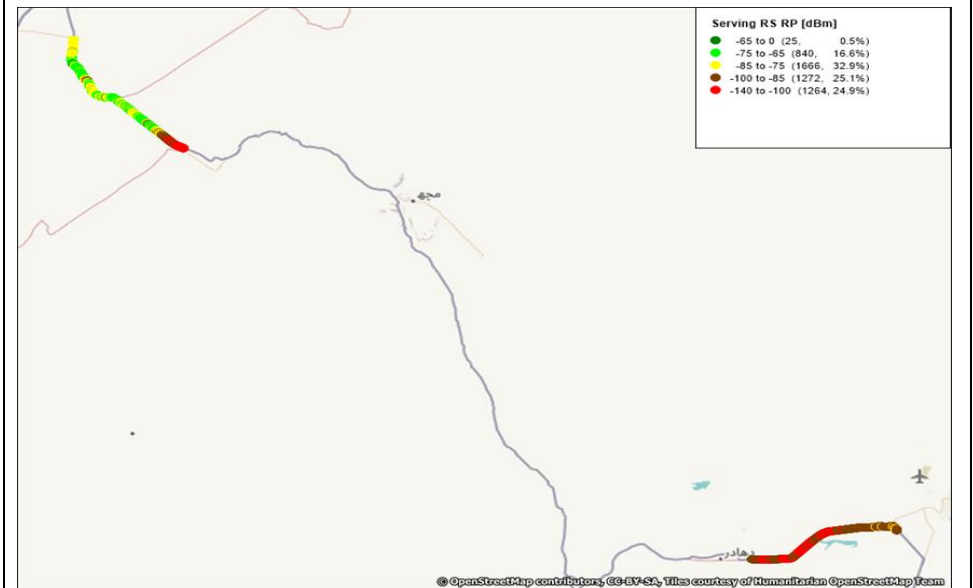 Serving RS RP [dBm]
-65 to 0 (25, 0.5%)
-75 to -65 (840, 16.6%)
-85 to -75 (1666, 32.9%)
-100 to -85 (1272, 25.1%)
-140 to -100 (1264, 24.9%)
مچھ
دھادر
© OpenStreetMap contributors, CC-BY-SA, Tiles courtesy of Humanitarian OpenStreetMap Team